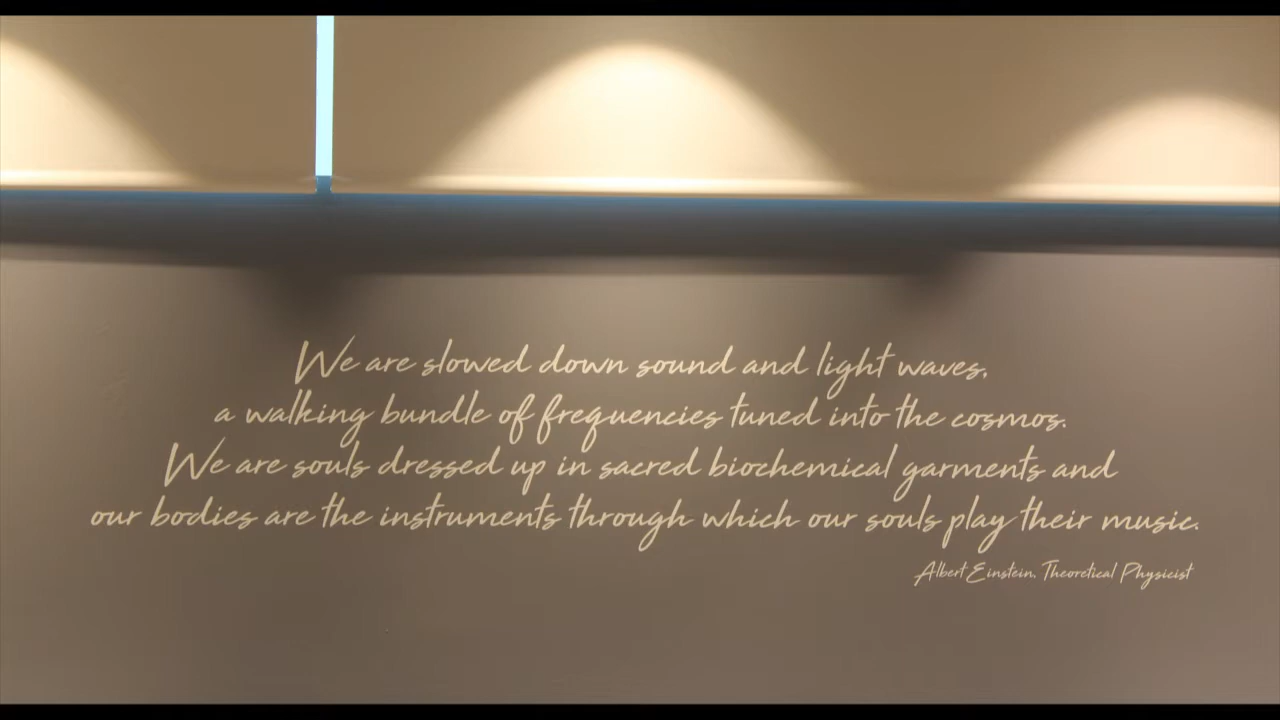 We are slowed down sound and light waves,
a walking bundle of frequencies tuned into the cosmos.
We are souls dressed up in sacred biochemical garments and
our bodies are the instruments through which our souls play their music.
Albert Einstein, Theoretical Physicist